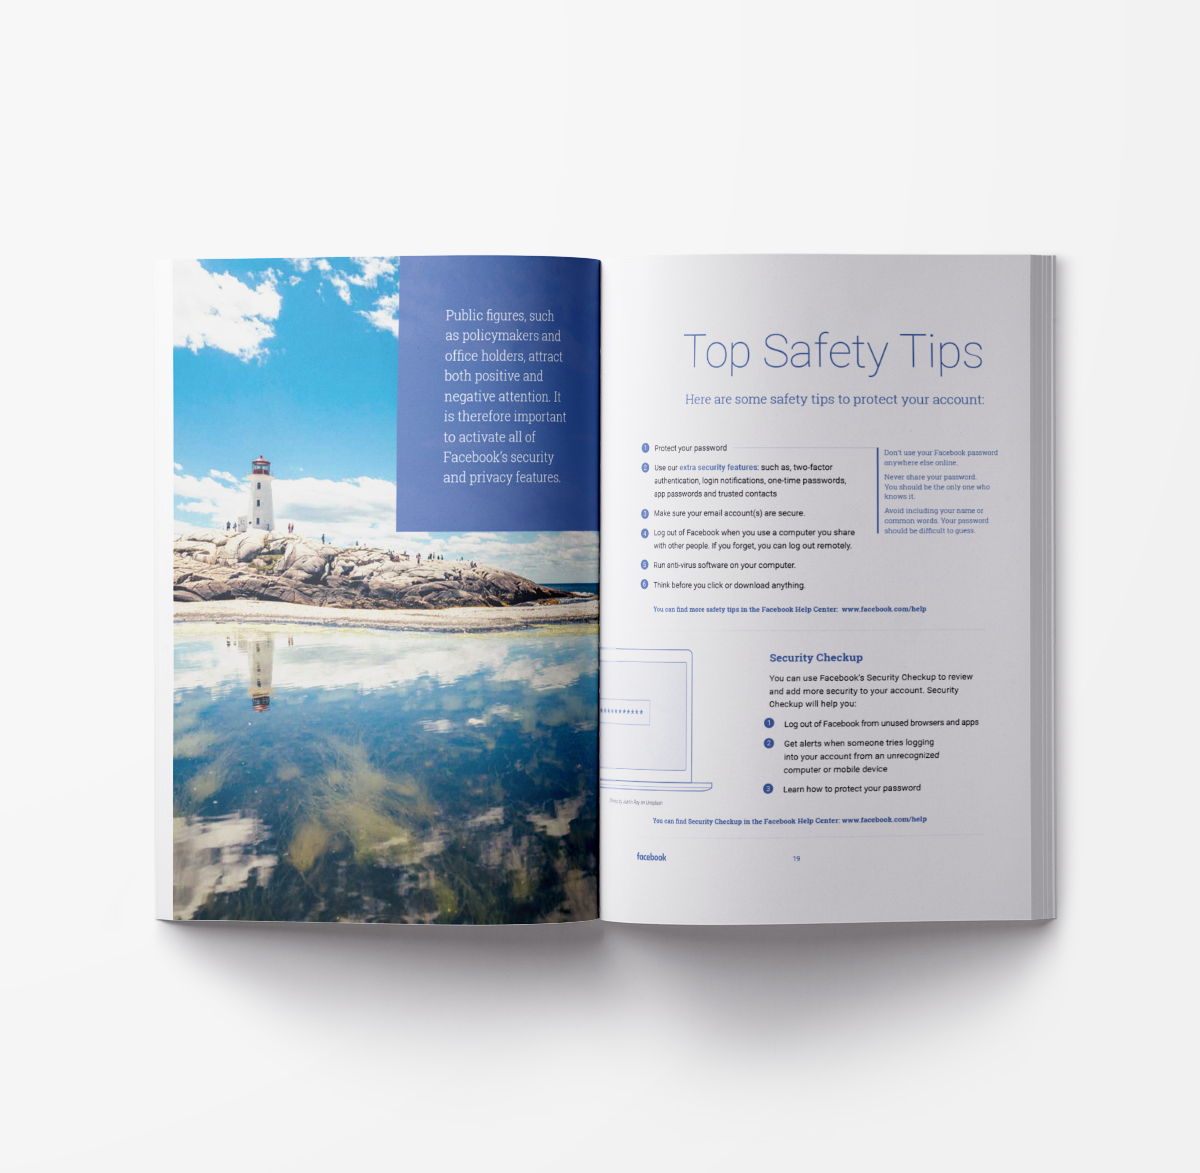 Public figures, such
as policymakers and
office holders, attract
both positive and
negative attention. It
is therefore important
to activate all of
Facebook's security
and privacy features.
Top Safety Tips
Here are some safety tips to protect your account:
1 Protect your password
2 Use our extra security features: such as, two-factor
authentication, login notifications, one-time passwords,
app passwords and trusted contacts
3 Make sure your email account(s) are secure.
4 Log out of Facebook when you use a computer you share
with other people. If you forget, you can log out remotely.
5 Run anti-virus software on your computer.
6 Think before you click or download anything.
Don't use your Facebook password
anywhere else online.
Never share your password.
You should be the only one who
knows it.
Avoid including your name or
common words. Your password
should be difficult to guess.
You can find more safety tips in the Facebook Help Center: www.facebook.com/help
Security Checkup
You can use Facebook's Security Checkup to review
and add more security to your account. Security
Checkup will help you:
1 Log out of Facebook from unused browsers and apps
2 Get alerts when someone tries logging
into your account from an unrecognized
computer or mobile device
3 Learn how to protect your password
on Unsplash
You can find Security Checkup in the Facebook Help Center: www.facebook.com/help
facebook
19